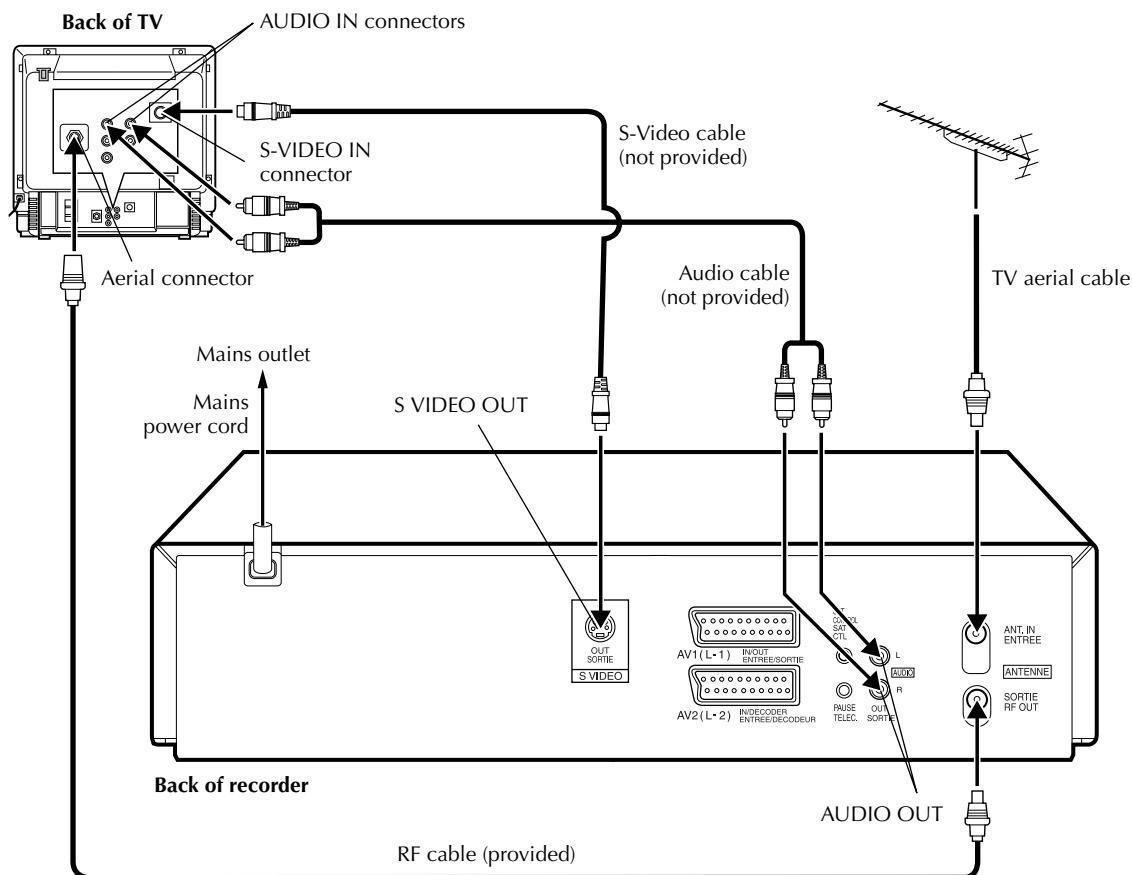 Back of TV
AUDIO IN connectors
S-VIDEO IN
connector
S-Video cable
(not provided)
Aerial connector
Audio cable
(not provided)
TV aerial cable
Mains outlet
Mains
power cord
S VIDEO OUT
OUT
SORTIE
S VIDEO
AV1 (L-1)
IN/OUT
ENTREE/SORTIE
AV2 (L-2)
IN/DECODER
ENTREE/DECODEUR
SAT
CTL
L
AUDIO
R
PAUSE
TELEC.
OUT
SORTIE
ANT. IN
ENTREE
ANTENNE
SORTIE
RF OUT
Back of recorder
AUDIO OUT
RF cable (provided)